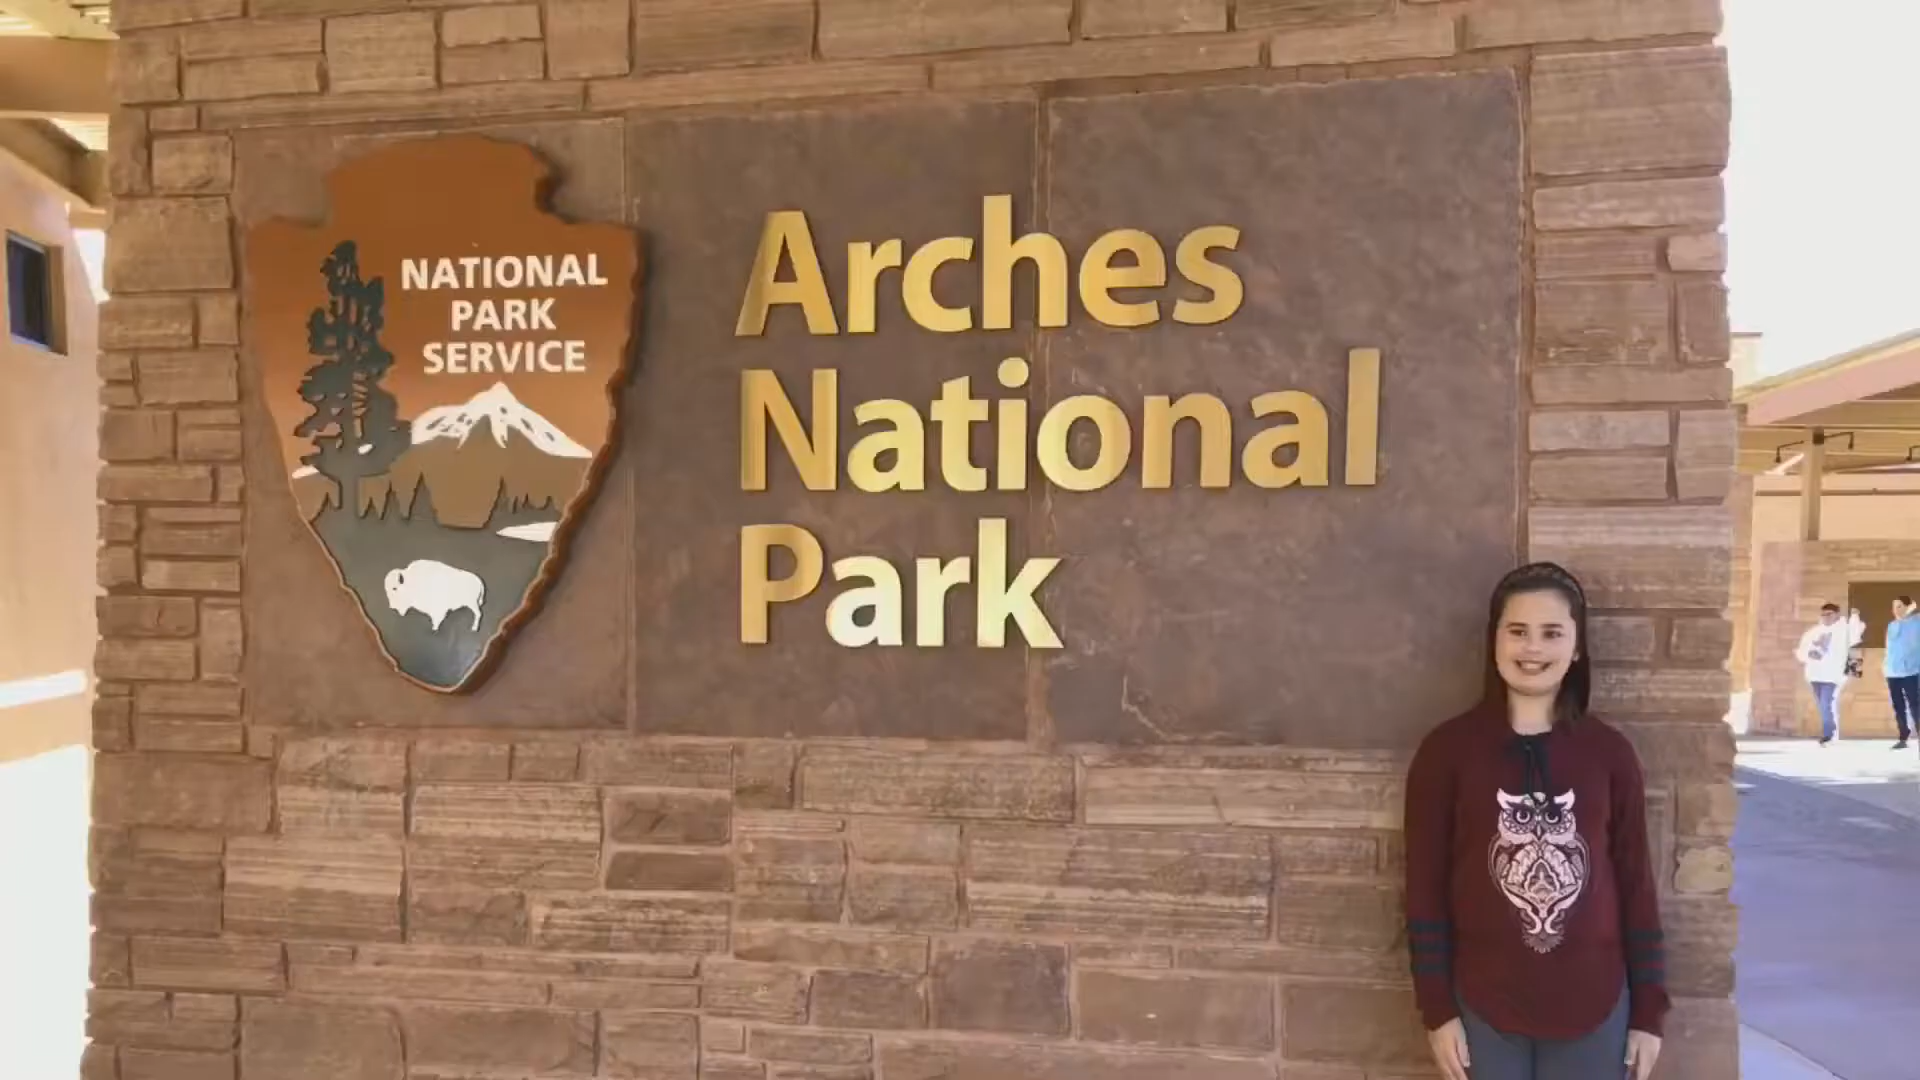 NATIONAL
PARK
SERVICE
Arches
National
Park